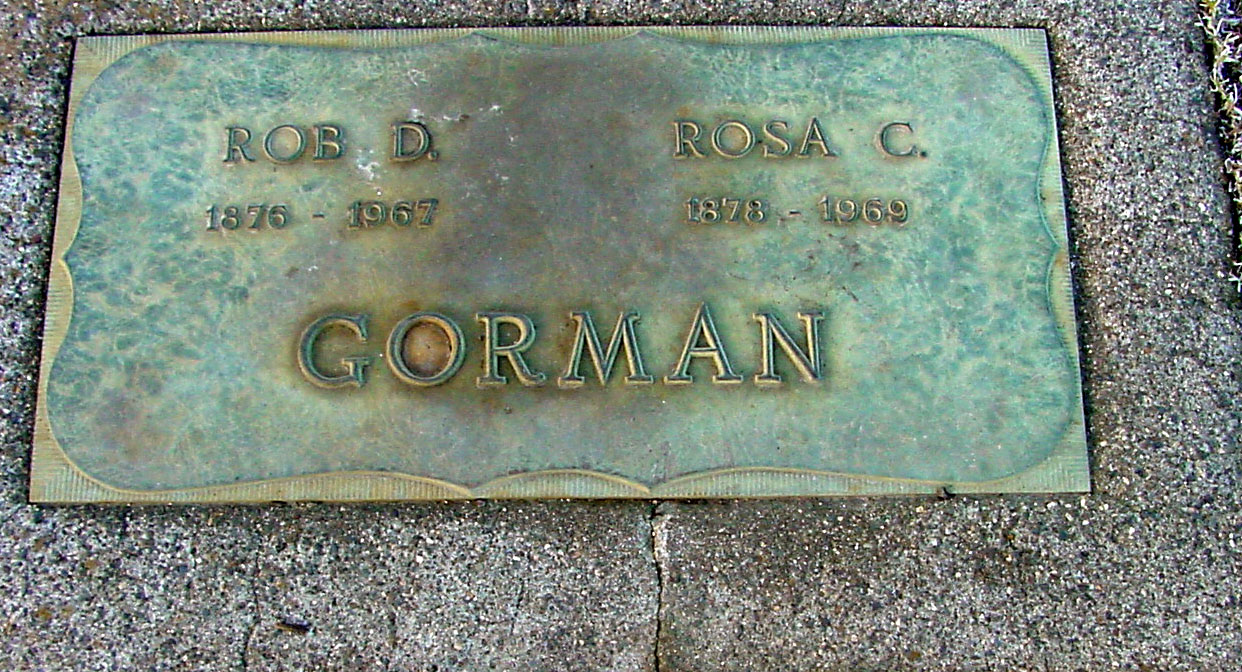 ROB D. ROSA C.
1876 - 1967 1878 - 1969
GORMAN